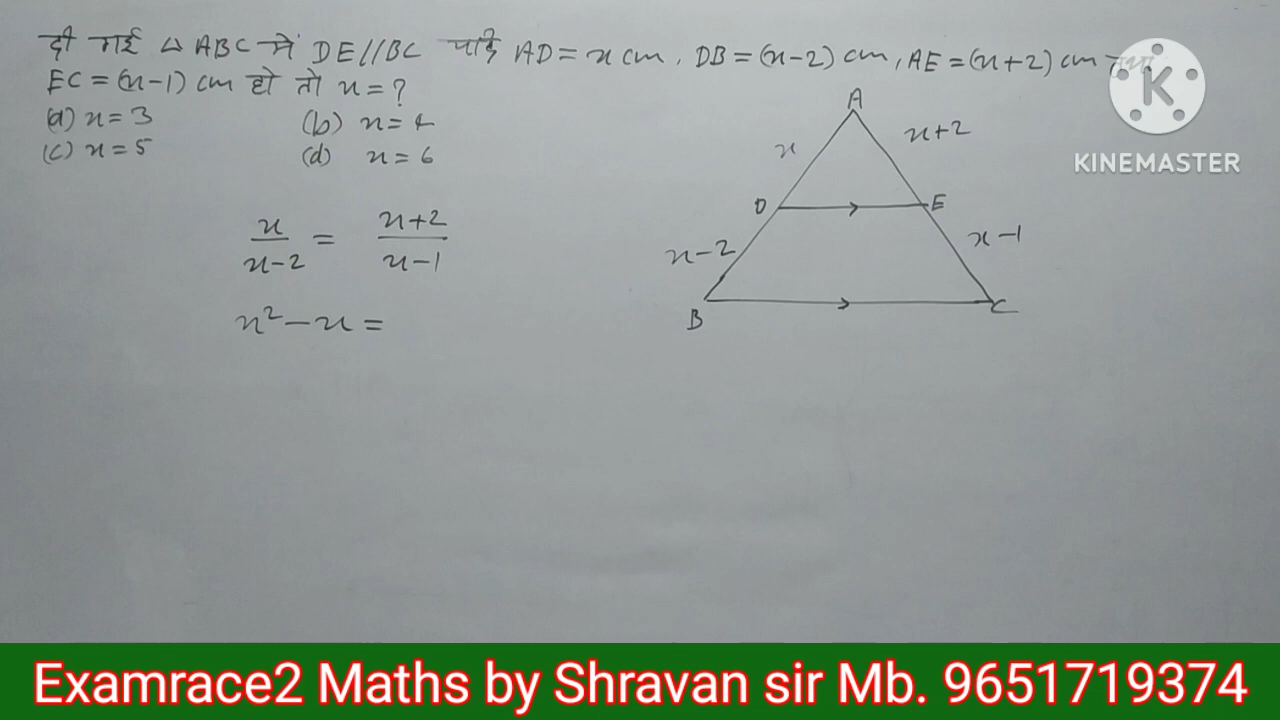 दी गई △ ABC में DE//BC यदि AD = x cm, DB = (x-2) cm, AE = (x+2) cm
EC = (x-1) cm हो तो x = ?
(a) x = 3 (b) x = 4
(c) x = 5 (d) x = 6
A
x
x+2
D
E
x-2
x-1
B
C
x/x-2 = x+2/x-1
x² - x =
K
KINEMASTER
Examrace2 Maths by Shravan sir Mb. 9651719374